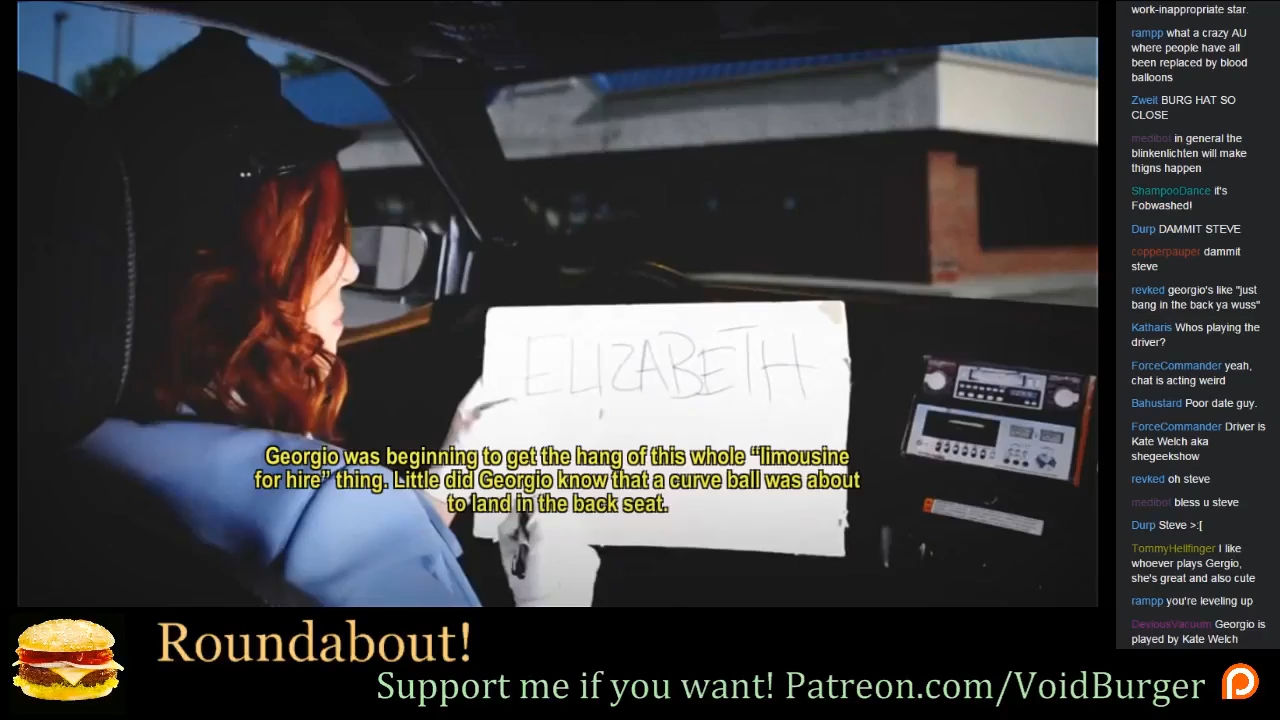 ELIZABETH
Georgio was beginning to get the hang of this whole “limousine
for hire” thing. Little did Georgio know that a curve ball was about
to land in the back seat.
Roundabout!
Support me if you want! Patreon.com/VoidBurger
work-inappropriate star.
rampp what a crazy AU
where people have all
been replaced by blood
balloons
Zweit BURG HAT SO
CLOSE
medibot in general the
blinkenlichten will make
thigns happen
ShampooDance it's
Fobwashed!
Durp DAMMIT STEVE
copperpauper dammit
steve
revked georgio's like "just
bang in the back ya wuss"
Katharis Whos playing the
driver?
ForceCommander yeah,
chat is acting weird
Bahustard Poor date guy.
ForceCommander Driver is
Kate Welch aka
shegeekshow
revked oh steve
medibot bless u steve
Durp Steve >:[
TommyHellfinger I like
whoever plays Gergio,
she's great and also cute
rampp you're leveling up
DeviousVacuum Georgio is
played by Kate Welch